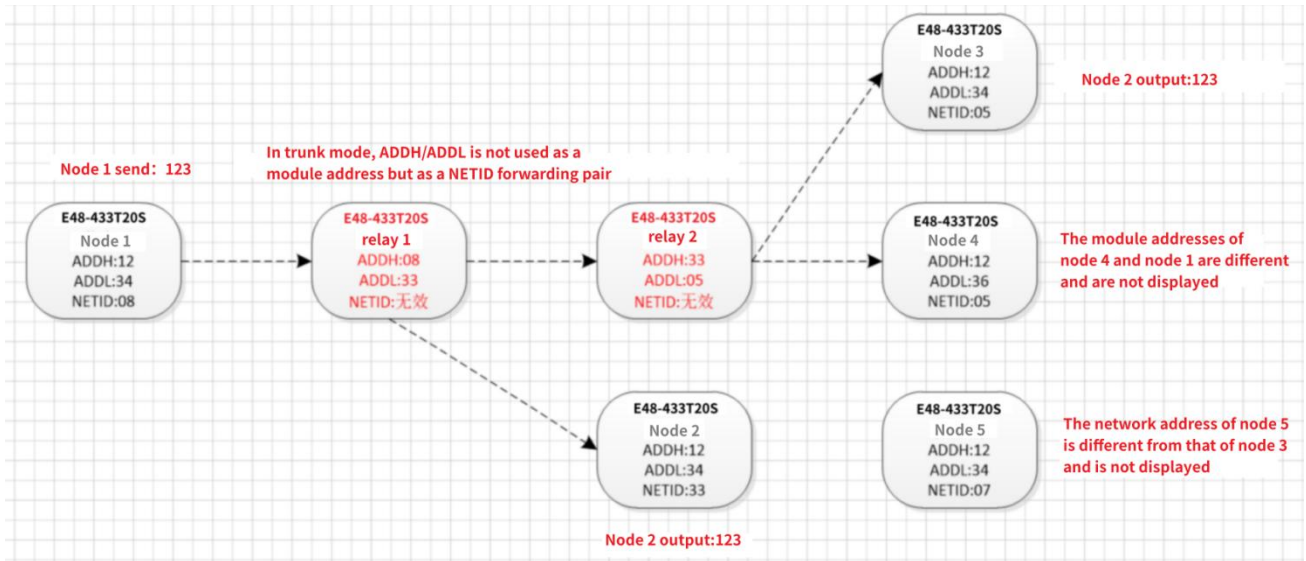 E48-433T20S
Node 3
ADDH:12
ADDL:34
NETID:05
Node 2 output:123
Node 1 send：123
In trunk mode, ADDH/ADDL is not used as a
module address but as a NETID forwarding pair
E48-433T20S
Node 1
ADDH:12
ADDL:34
NETID:08
E48-433T20S
relay 1
ADDH:08
ADDL:33
NETID:无效
E48-433T20S
relay 2
ADDH:33
ADDL:05
NETID:无效
E48-433T20S
Node 4
ADDH:12
ADDL:36
NETID:05
The module addresses of
node 4 and node 1 are different
and are not displayed
E48-433T20S
Node 2
ADDH:12
ADDL:34
NETID:33
Node 2 output:123
E48-433T20S
Node 5
ADDH:12
ADDL:34
NETID:07
The network address of node 5
is different from that of node 3
and is not displayed